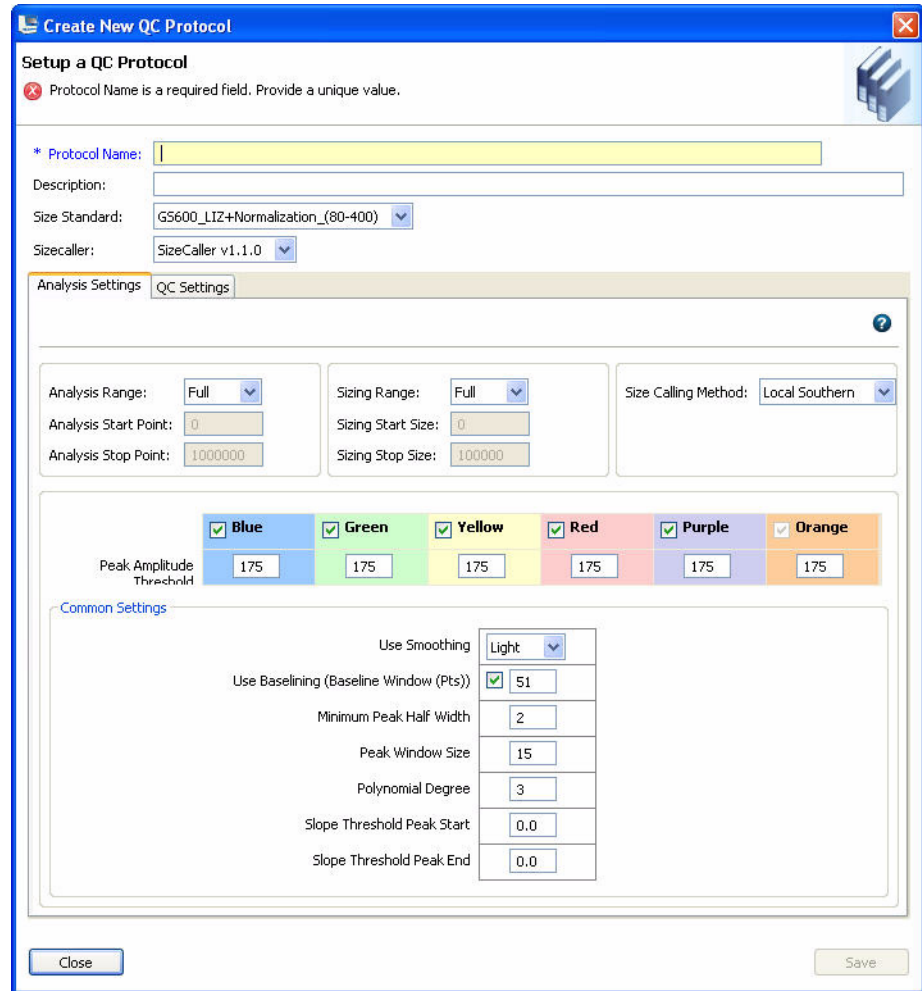 Create New QC Protocol
Setup a QC Protocol
Protocol Name is a required field. Provide a unique value.
* Protocol Name:
Description:
Size Standard: GS600_LIZ+Normalization_(80-400)
Sizecaller: SizeCaller v1.1.0
Analysis Settings QC Settings
?
Analysis Range: Full Sizing Range: Full Size Calling Method: Local Southern
Analysis Start Point: 0 Sizing Start Size: 0
Analysis Stop Point: 1000000 Sizing Stop Size: 100000
Blue Green Yellow Red Purple Orange
Peak Amplitude Threshold 175 175 175 175 175 175
Common Settings
Use Smoothing Light
Use Baselining (Baseline Window (Pts)) 51
Minimum Peak Half Width 2
Peak Window Size 15
Polynomial Degree 3
Slope Threshold Peak Start 0.0
Slope Threshold Peak End 0.0
Close Save